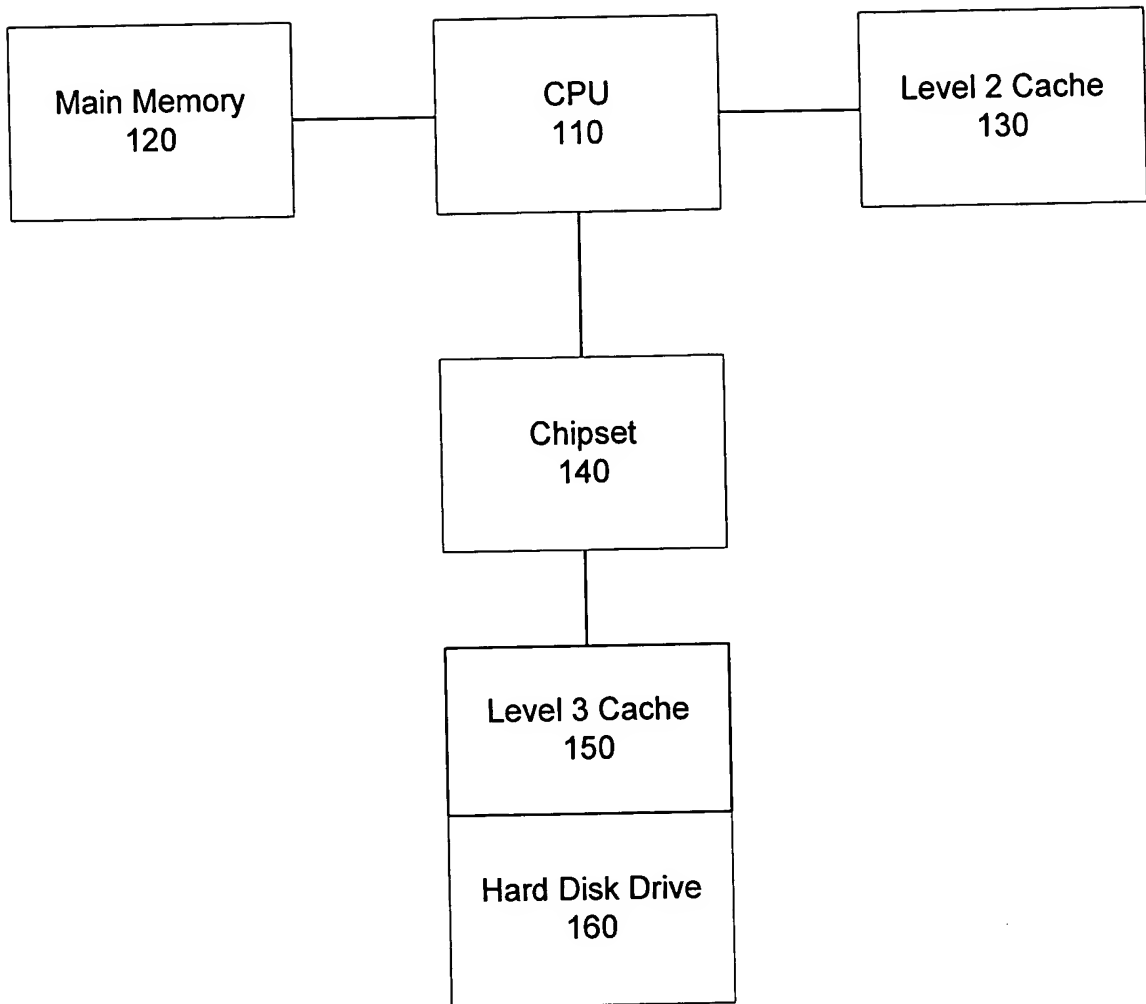 Main Memory
120
CPU
110
Level 2 Cache
130
Chipset
140
Level 3 Cache
150
Hard Disk Drive
160